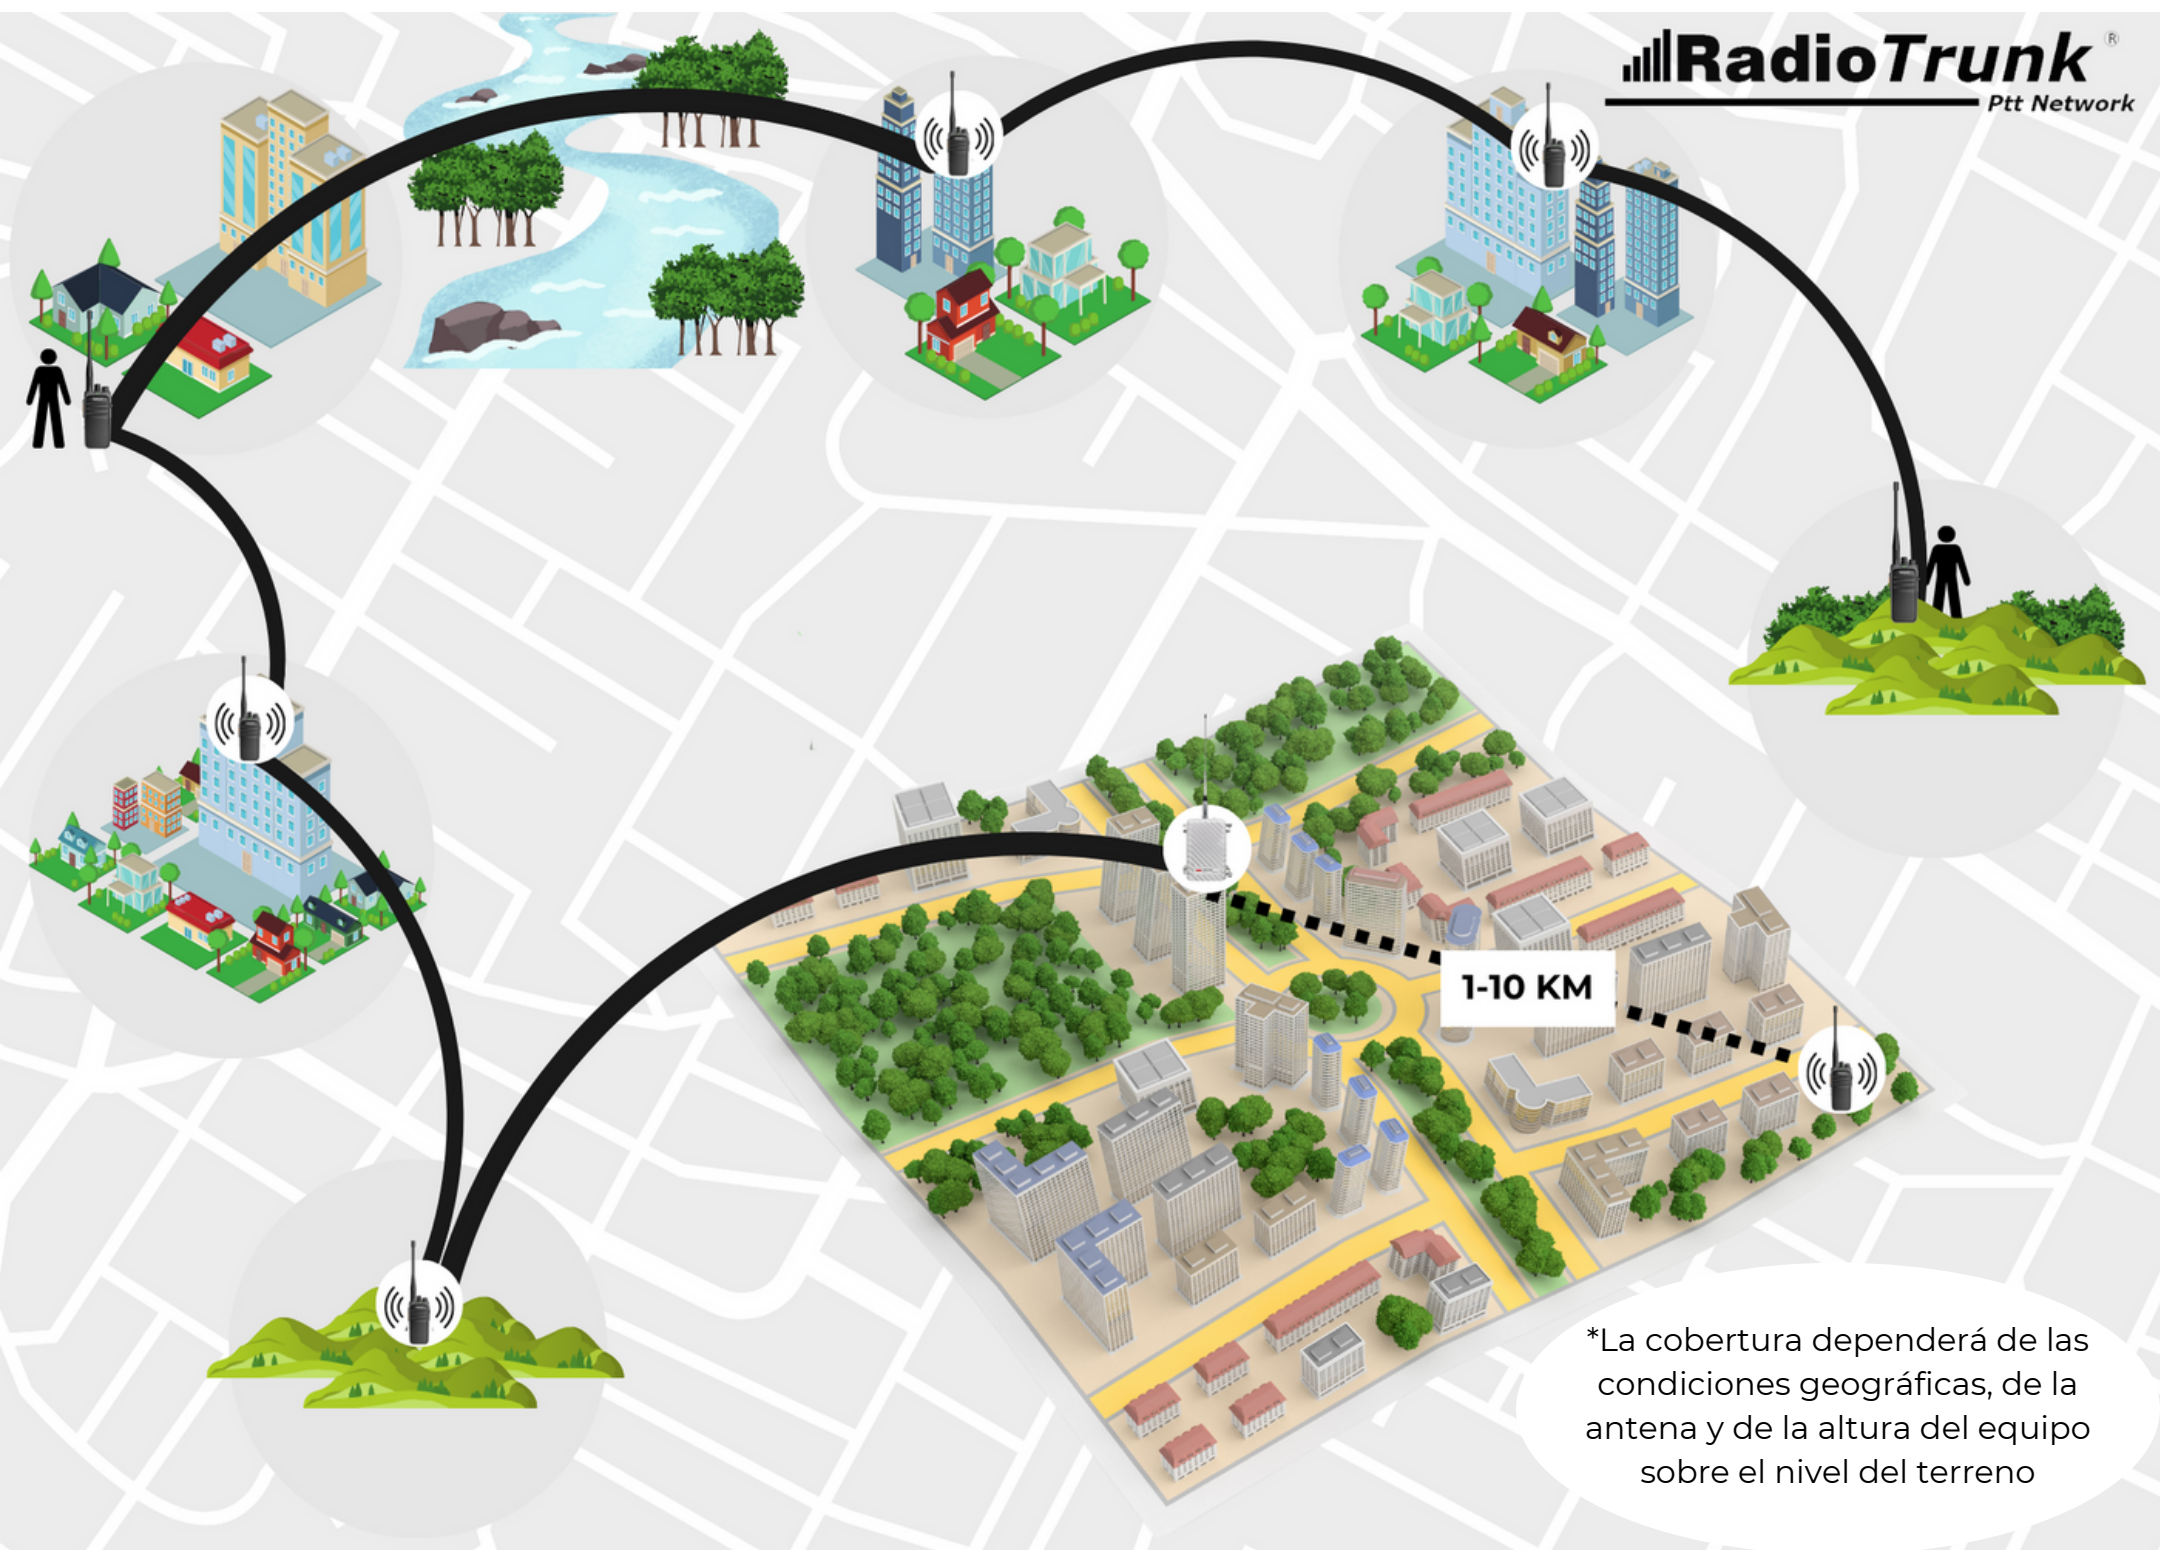 RadioTrunk ®
Ptt Network
1-10 KM
*La cobertura dependerá de las
condiciones geográficas, de la
antena y de la altura del equipo
sobre el nivel del terreno